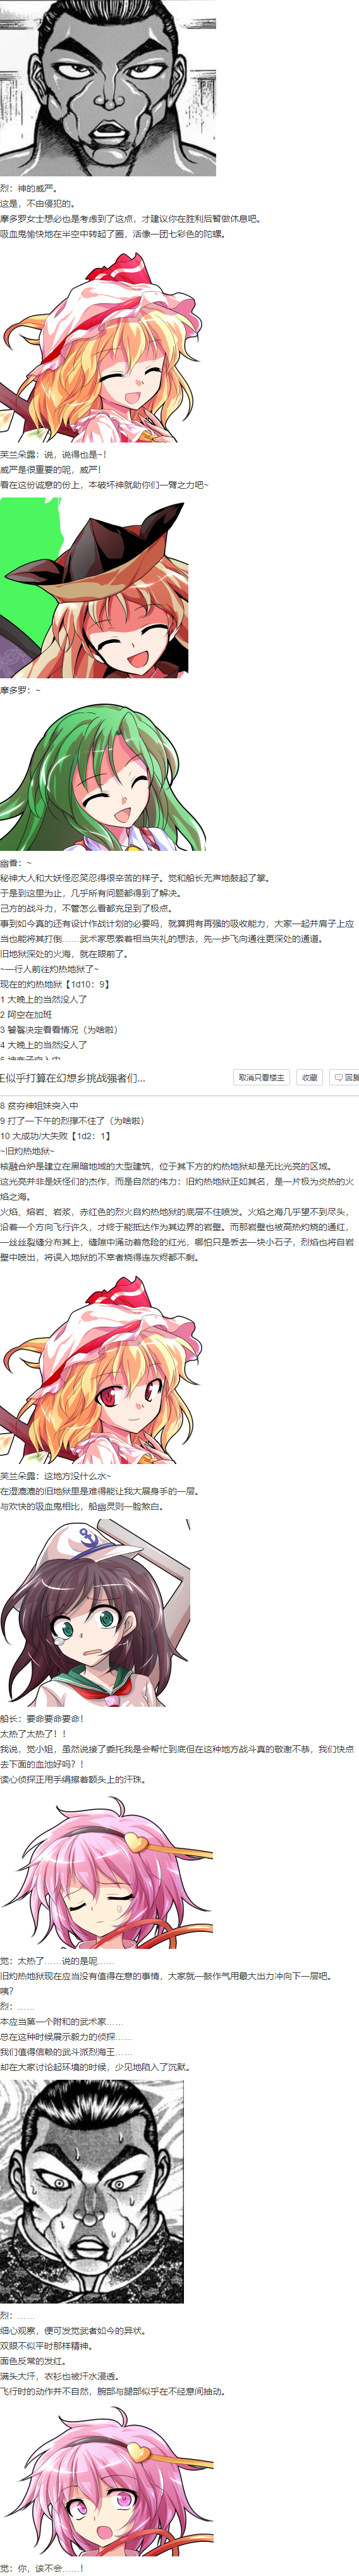 烈：神的威严。
这是，不由侵犯的。
摩多罗女士想必也是考虑到了这点，才建议你在胜利后暂做休息吧。
吸血鬼愉快地在半空中转起了圈，活像一团七彩色的陀螺。
芙兰朵露：说，说得也是~！
威严是很重要的呢，威严！
看在这份诚意的份上，本破坏神就助你们一臂之力吧~
摩多罗：~
幽香：~
秘神大人和大妖怪忍笑忍得很辛苦的样子。觉和船长无声地鼓起了掌。
于是到这里为止，几乎所有问题都得到了解决。
己方的战斗力，不管怎么看都充足到了极点。
事到如今真的还有设计作战计划的必要吗，就算拥有再强的吸收能力，大家一起并肩子上应
当也能将其打倒……武术家思索着相当失礼的想法，先一步飞向通往更深处的通道。
旧地狱深处的火海，就在眼前了。
~一行人前往灼热地狱了~
现在的灼热地狱【1d10：9】
1 大晚上的当然没人了
2 阿空在加班
3 饕餮决定看看情况（为啥啦）
4 大晚上的当然没人了
王似乎打算在幻想乡挑战强者们...
取消只看楼主
收藏
回复
8 贫穷神姐妹突入中
9 打了一下午的烈撑不住了（为啥啦）
10 大成功/大失败【1d2：1】
~旧灼热地狱~
核融合炉是建立在黑暗地域的大型建筑，位于其下方的灼热地狱却是无比光亮的区域。
这光亮并非是妖怪们的杰作，而是自然的伟力：旧灼热地狱正如其名，是一片极为炎热的火
焰之海。
火焰、熔岩、岩浆，赤红色的烈火自灼热地狱的底层不住喷发。火焰之海几乎望不到尽头，
沿着一个方向飞行许久，才终于能抵达作为其边界的岩壁。而那岩壁也被高热灼烧的通红，
一丝丝裂缝分布其上，缝隙中涌动着危险的红光，哪怕只是丢去一块小石子，烈焰也将自岩
壁中喷出，将误入地狱的不幸者烧得连灰烬都不剩。
芙兰朵露：这地方没什么水~
在湿漉漉的旧地狱里是难得能让我大展身手的一层。
与欢快的吸血鬼相比，船幽灵则一脸煞白。
船长：要命要命要命！
太热了太热了！！
我说，觉小姐，虽然说接了委托我是会帮忙到底但在这种地方战斗真的敬谢不恭，我们快点
去下面的血池好吗？！
读心侦探正用手绢擦着额头上的汗珠。
觉：太热了……说的是呢……
旧灼热地狱现在应当没有值得在意的事情，大家就一鼓作气用最大出力冲向下一层吧。
咦？
烈：……
本应当第一个附和的武术家……
总在这种时候展示毅力的侦探……
我们值得信赖的武斗派烈海王……
却在大家讨论起环境的时候，少见地陷入了沉默。
烈：……
细心观察，便可发觉武者如今的异状。
双眼不似平时那样精神。
面色反常的发红。
满头大汗，衣衫也被汗水浸透。
飞行时的动作并不自然，腕部与腿部似乎在不经意间抽动。
觉：你，该不会……！